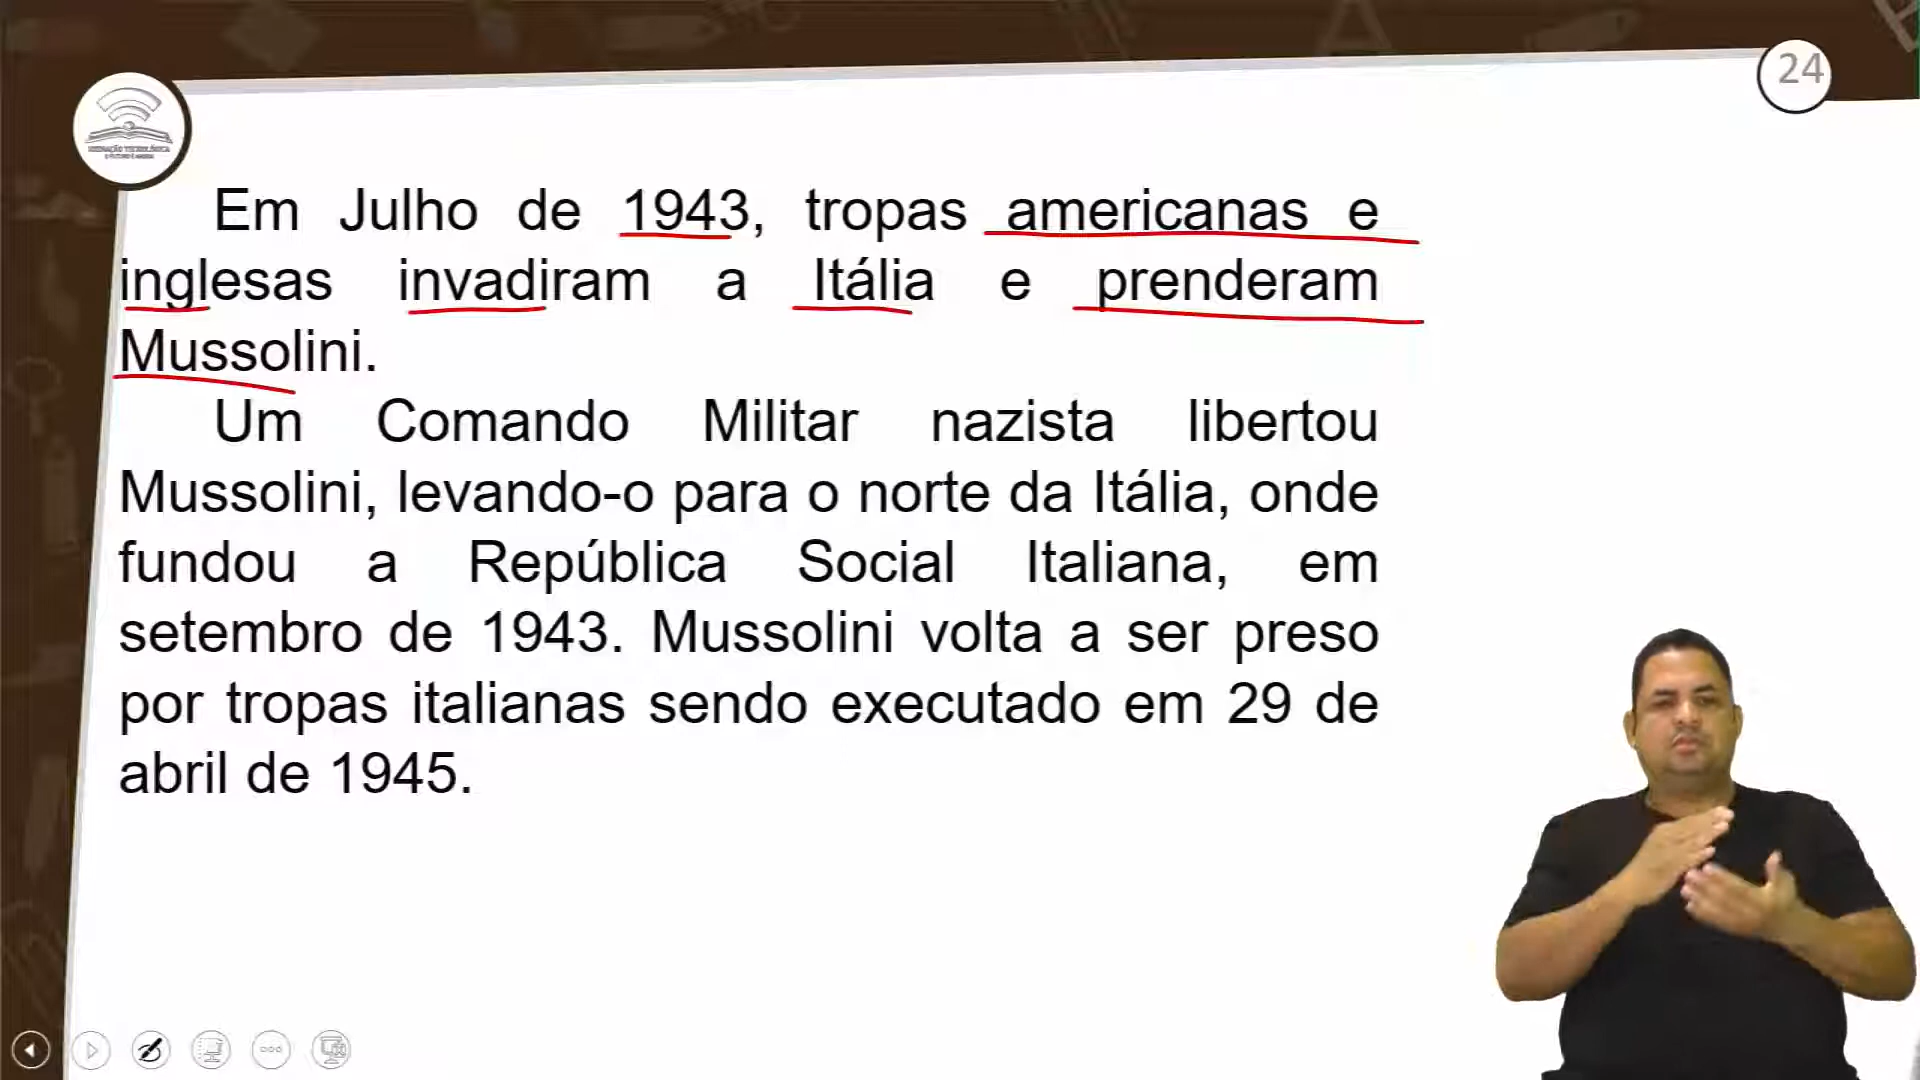 24
Em Julho de 1943, tropas americanas e
inglesas invadiram a Itália e prenderam
Mussolini.
Um Comando Militar nazista libertou
Mussolini, levando-o para o norte da Itália, onde
fundou a República Social Italiana, em
setembro de 1943. Mussolini volta a ser preso
por tropas italianas sendo executado em 29 de
abril de 1945.